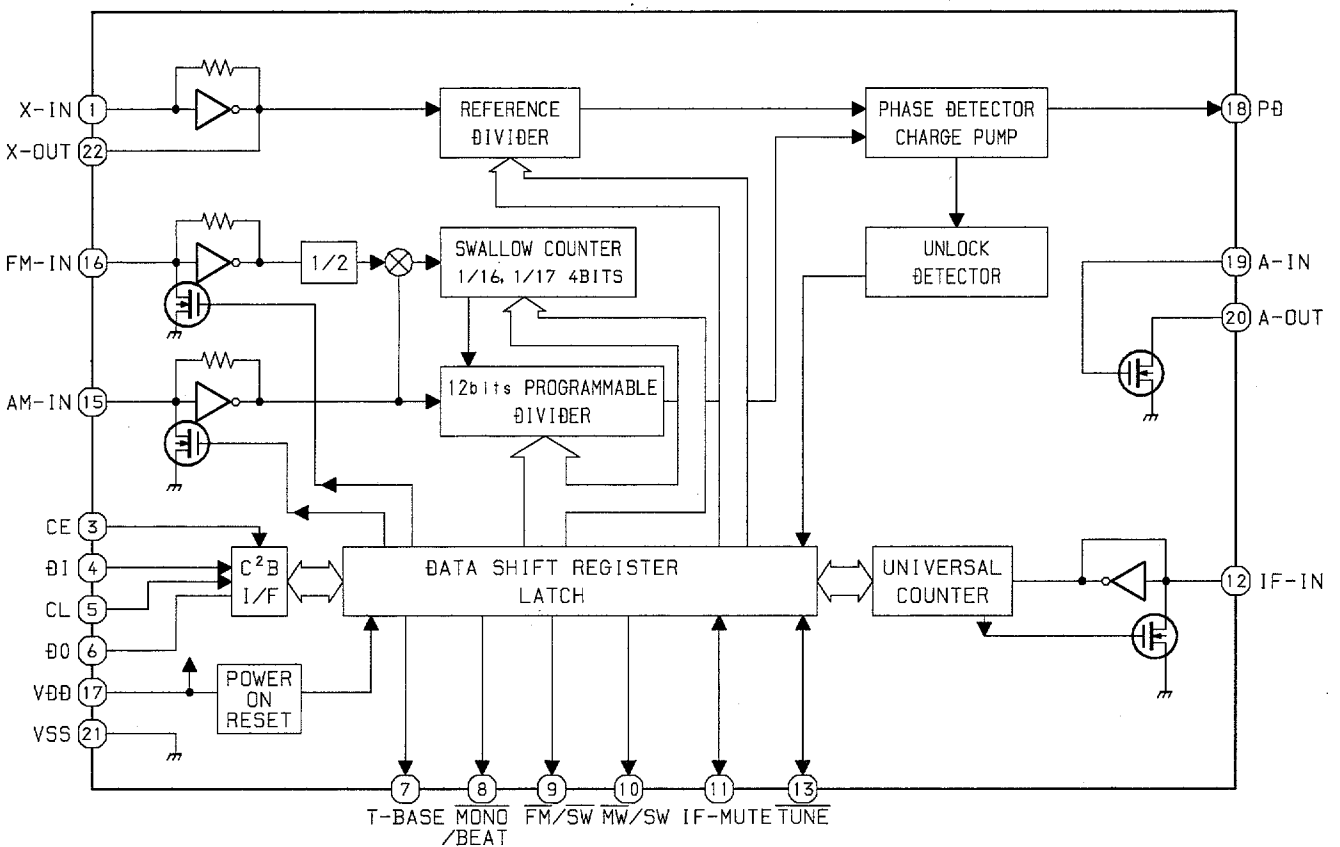 X-IN 1
X-OUT 22
FM-IN 16
AM-IN 15
CE 3
DI 4
CL 5
DO 6
VDD 17
VSS 21
REFERENCE
DIVIDER
PHASE DETECTOR
CHARGE PUMP
18 PD
1/2
SWALLOW COUNTER
1/16, 1/17 4BITS
UNLOCK
DETECTOR
19 A-IN
20 A-OUT
12bits PROGRAMMABLE
DIVIDER
C²B
I/F
DATA SHIFT REGISTER
LATCH
UNIVERSAL
COUNTER
12 IF-IN
POWER
ON
RESET
7 8 9 10 11 13
T-BASE MONO FM/SW MW/SW IF-MUTE TUNE
/BEAT